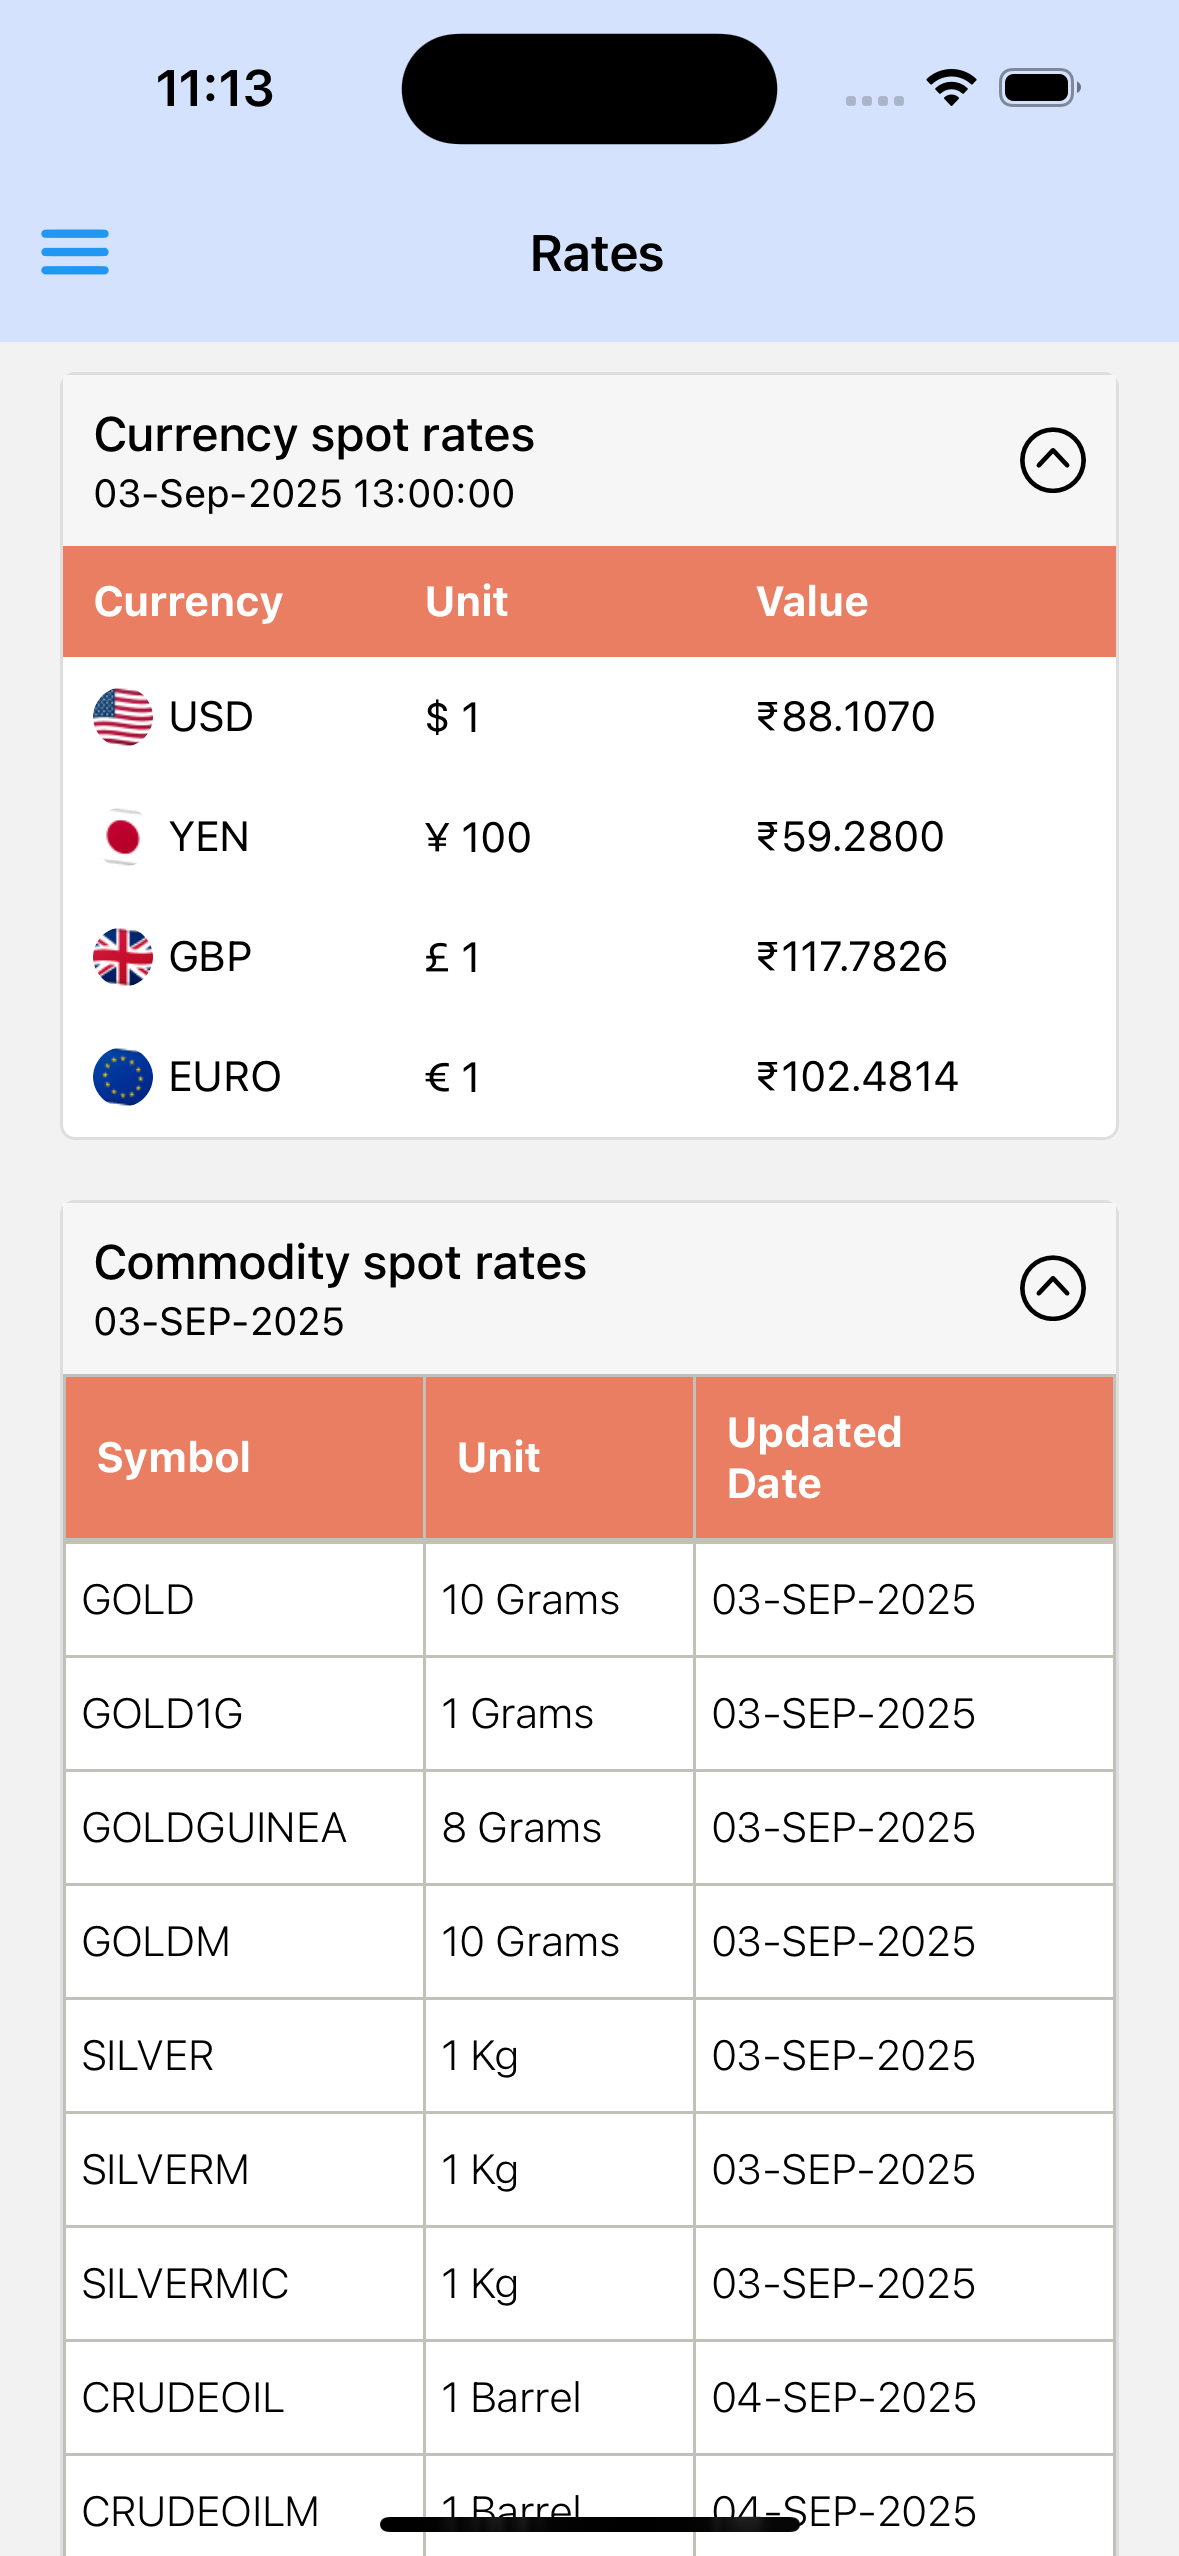 11:13
Rates
Currency spot rates
03-Sep-2025 13:00:00
Currency Unit Value
USD $ 1 ₹88.1070
YEN ¥ 100 ₹59.2800
GBP £ 1 ₹117.7826
EURO € 1 ₹102.4814
Commodity spot rates
03-SEP-2025
Symbol Unit Updated
Date
GOLD 10 Grams 03-SEP-2025
GOLD1G 1 Grams 03-SEP-2025
GOLDGUINEA 8 Grams 03-SEP-2025
GOLDM 10 Grams 03-SEP-2025
SILVER 1 Kg 03-SEP-2025
SILVERM 1 Kg 03-SEP-2025
SILVERMIC 1 Kg 03-SEP-2025
CRUDEOIL 1 Barrel 04-SEP-2025
CRUDEOILM 1 Barrel 04-SEP-2025